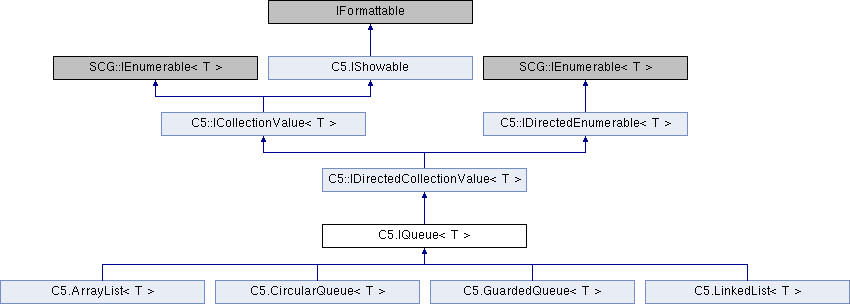 IFormattable
SCG::IEnumerable< T >
C5.IShowable
SCG::IEnumerable< T >
C5::ICollectionValue< T >
C5::IDirectedEnumerable< T >
C5::IDirectedCollectionValue< T >
C5.IQueue< T >
C5.ArrayList< T >
C5.CircularQueue< T >
C5.GuardedQueue< T >
C5.LinkedList< T >